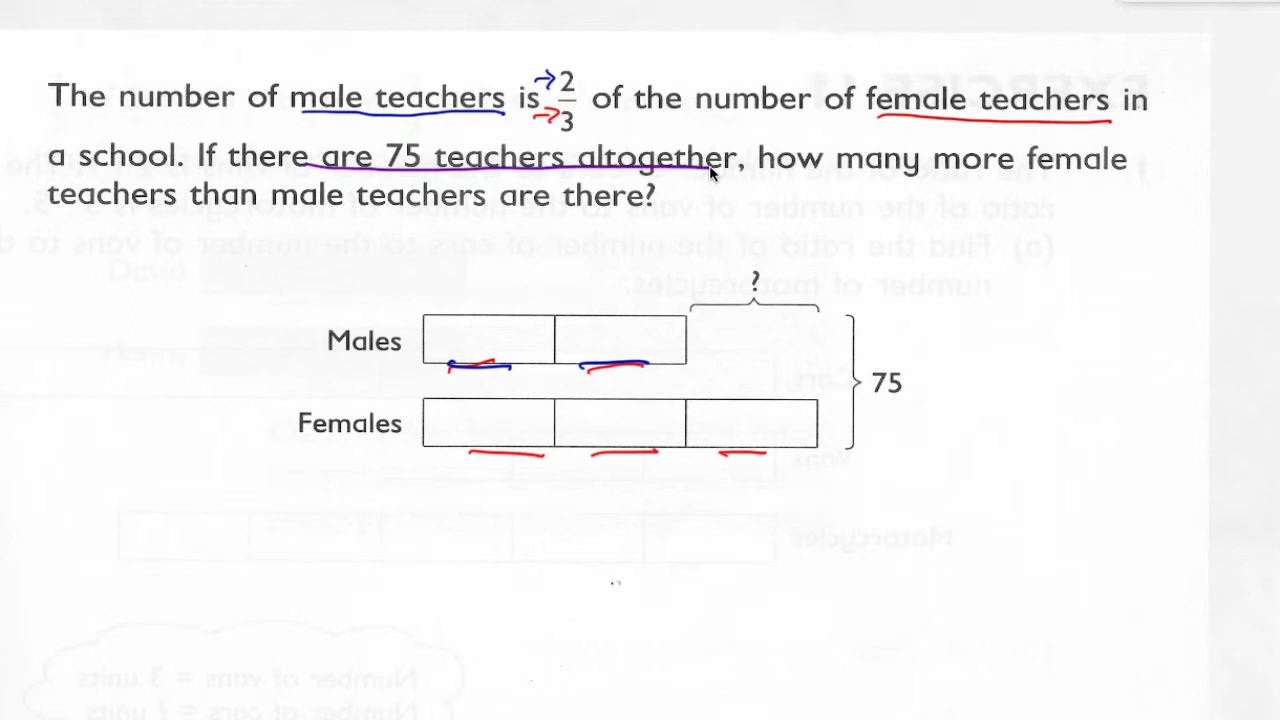 The number of male teachers is 2/3 of the number of female teachers in
a school. If there are 75 teachers altogether, how many more female
teachers than male teachers are there?
?
Males
75
Females